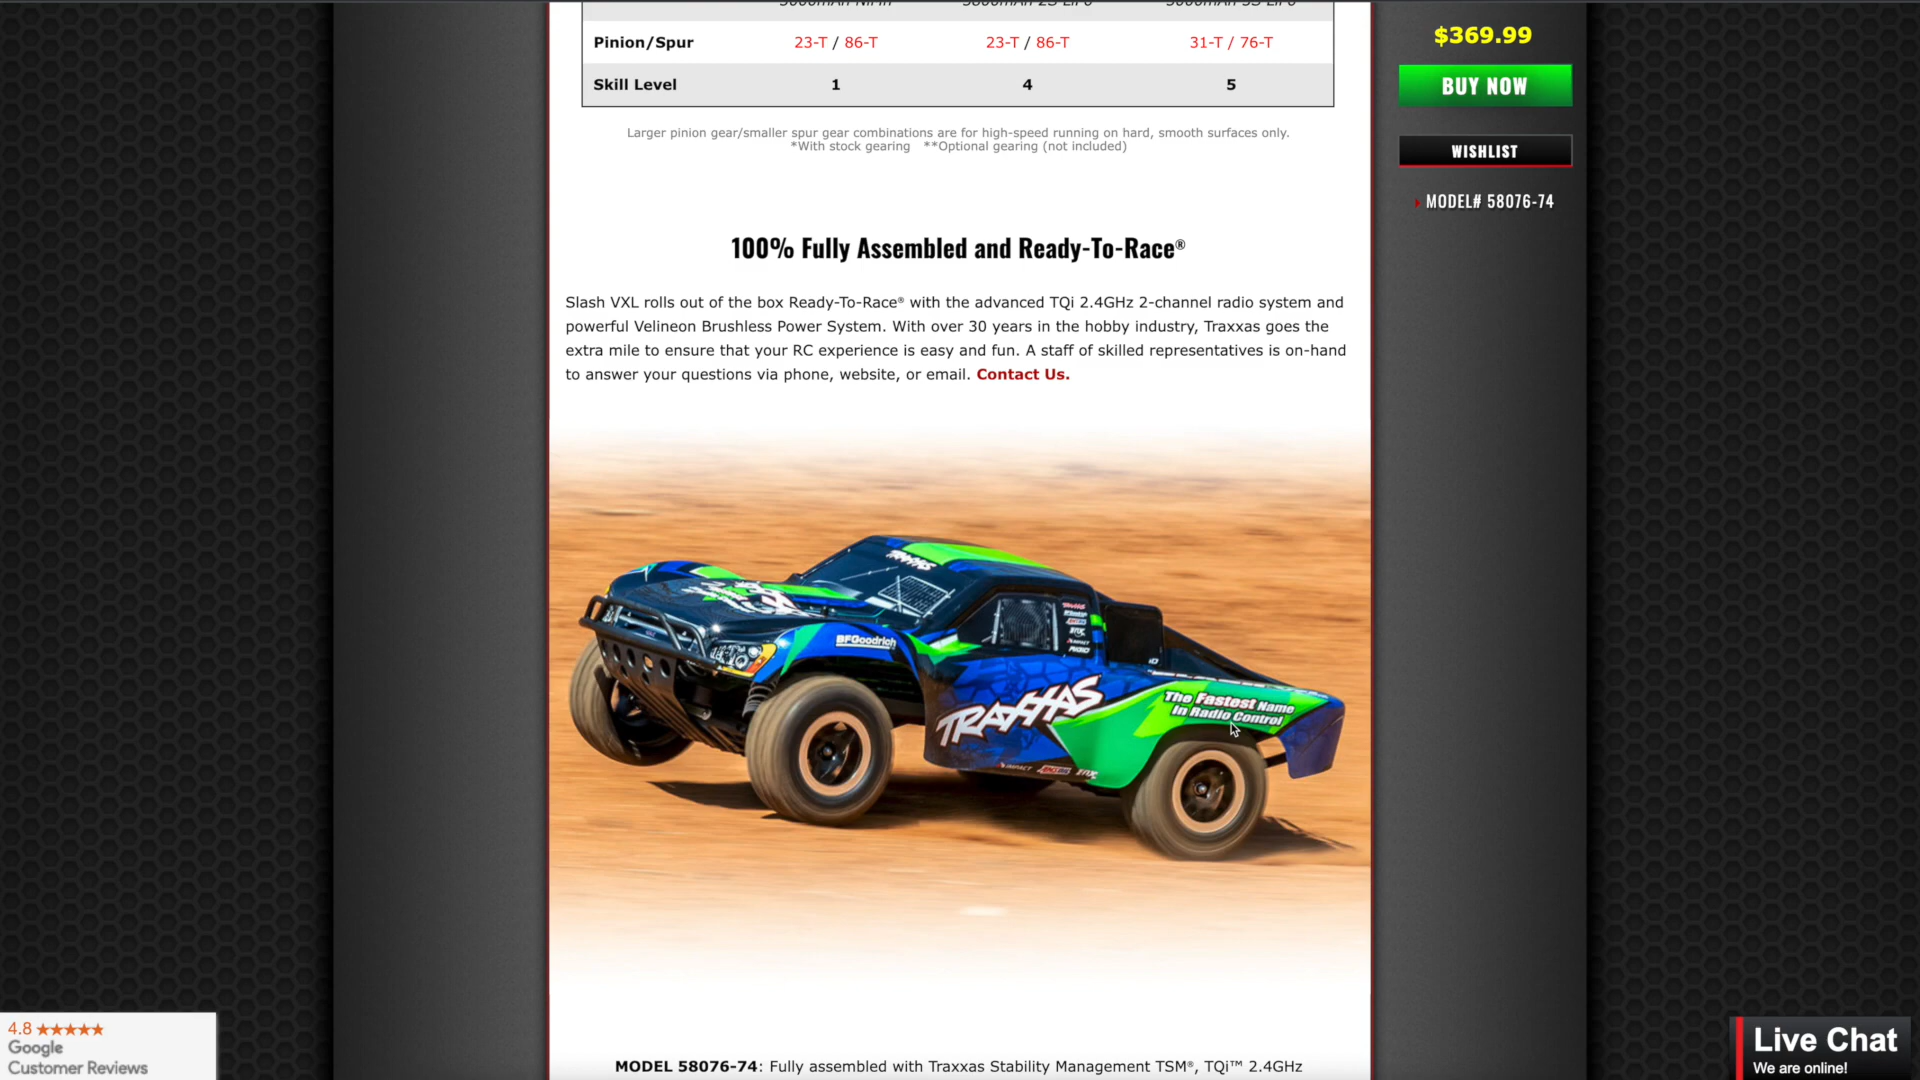 Pinion/Spur 23-T / 86-T 23-T / 86-T 31-T / 76-T
Skill Level 1 4 5
Larger pinion gear/smaller spur gear combinations are for high-speed running on hard, smooth surfaces only.
*With stock gearing **Optional gearing (not included)
$369.99
BUY NOW
WISHLIST
MODEL# 58076-74
100% Fully Assembled and Ready-To-Race®
Slash VXL rolls out of the box Ready-To-Race® with the advanced TQi 2.4GHz 2-channel radio system and
powerful Velineon Brushless Power System. With over 30 years in the hobby industry, Traxxas goes the
extra mile to ensure that your RC experience is easy and fun. A staff of skilled representatives is on-hand
to answer your questions via phone, website, or email. Contact Us.
TRAXXAS
BFGoodrich
TRAXXAS
The Fastest Name
In Radio Control
IMPACT
MODEL 58076-74: Fully assembled with Traxxas Stability Management TSM®, TQi™ 2.4GHz
4.8 ★★★★★
Google
Customer Reviews
Live Chat
We are online!